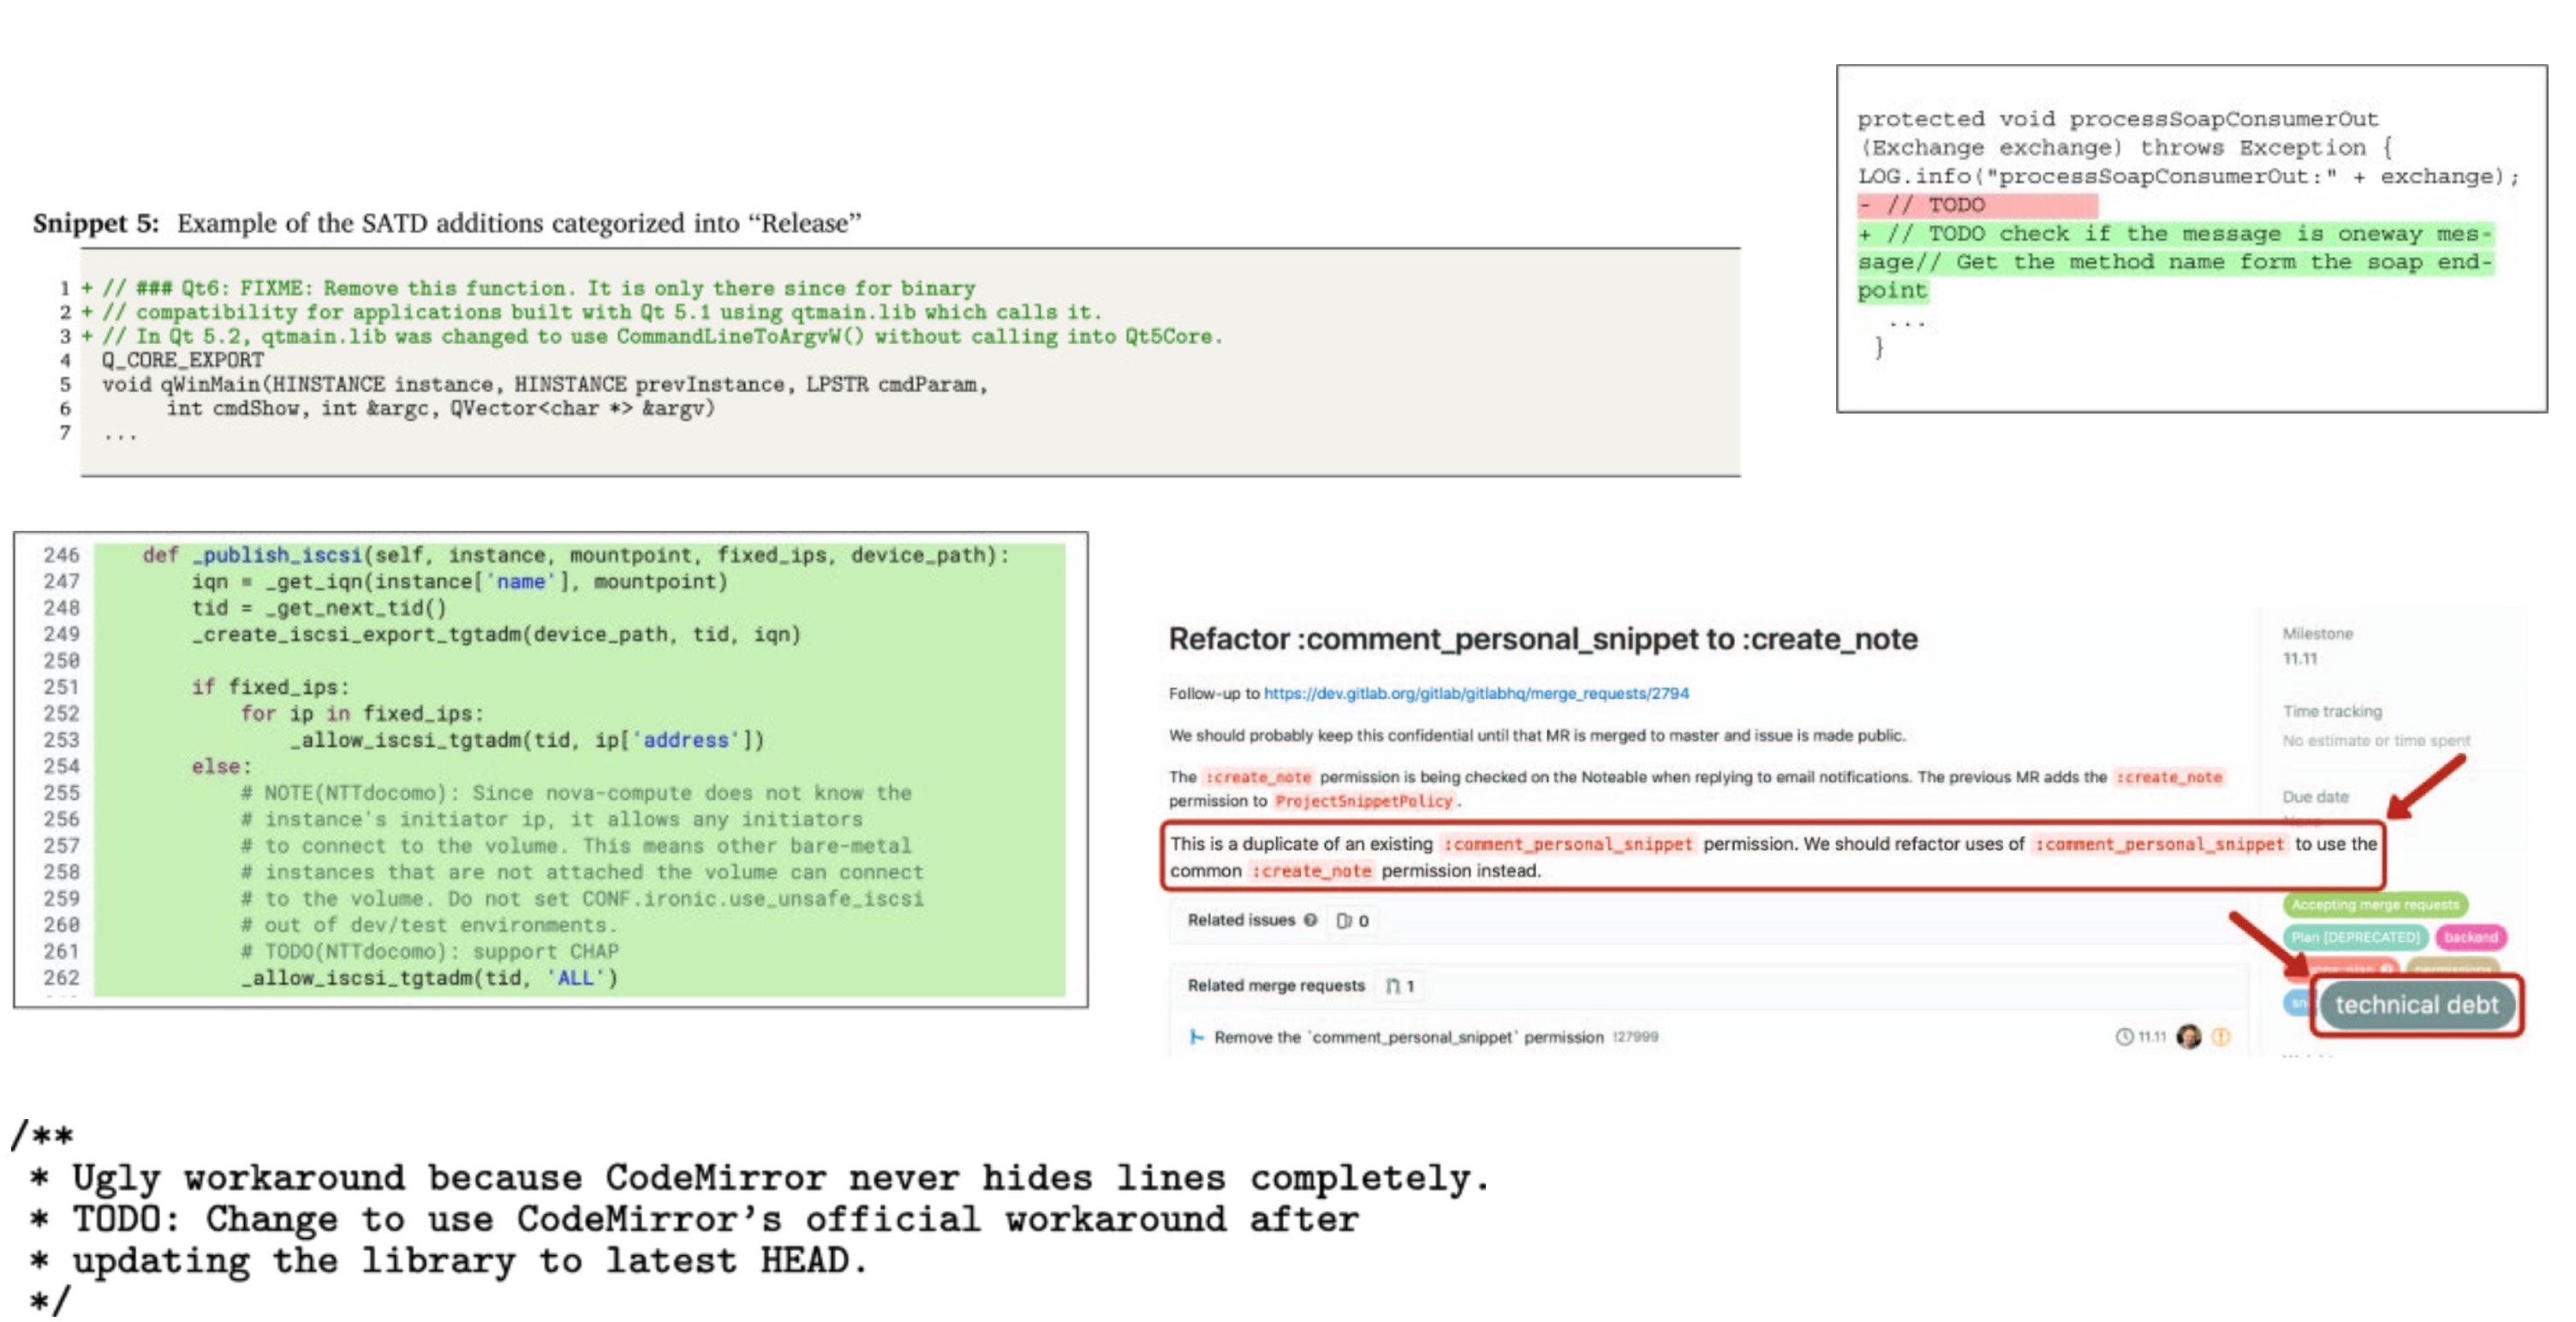 Snippet 5: Example of the SATD additions categorized into “Release”
1 + // ### Qt6: FIXME: Remove this function. It is only there since for binary
2 + // compatibility for applications built with Qt 5.1 using qtmain.lib which calls it.
3 + // In Qt 5.2, qtmain.lib was changed to use CommandLineToArgvW() without calling into Qt5Core.
4 Q_CORE_EXPORT
5 void qWinMain(HINSTANCE instance, HINSTANCE prevInstance, LPSTR cmdParam,
6 int cmdShow, int &argc, QVector<char *> &argv)
7 ...
protected void processSoapConsumerOut
(Exchange exchange) throws Exception {
LOG.info("processSoapConsumerOut:" + exchange);
- // TODO
+ // TODO check if the message is oneway mes-
sage// Get the method name form the soap end-
point
...
}
246 def _publish_iscsi(self, instance, mountpoint, fixed_ips, device_path):
247 iqn = _get_iqn(instance['name'], mountpoint)
248 tid = _get_next_tid()
249 _create_iscsi_export_tgtadm(device_path, tid, iqn)
250
251 if fixed_ips:
252 for ip in fixed_ips:
253 _allow_iscsi_tgtadm(tid, ip['address'])
254 else:
255 # NOTE(NTTdocomo): Since nova-compute does not know the
256 # instance's initiator ip, it allows any initiators
257 # to connect to the volume. This means other bare-metal
258 # instances that are not attached the volume can connect
259 # to the volume. Do not set CONF.ironic.use_unsafe_iscsi
260 # out of dev/test environments.
261 # TODO(NTTdocomo): support CHAP
262 _allow_iscsi_tgtadm(tid, 'ALL')
Refactor :comment_personal_snippet to :create_note
Follow-up to https://dev.gitlab.org/gitlab/gitlabhq/merge_requests/2794
We should probably keep this confidential until that MR is merged to master and issue is made public.
The :create_note permission is being checked on the Noteable when replying to email notifications. The previous MR adds the :create_note
permission to ProjectSnippetPolicy.
This is a duplicate of an existing :comment_personal_snippet permission. We should refactor uses of :comment_personal_snippet to use the
common :create_note permission instead.
Related issues 0
Related merge requests 1
Remove the `comment_personal_snippet` permission !27999
11.11
Milestone
11.11
Time tracking
No estimate or time spent
Due date
Accepting merge requests
Plan [DEPRECATED] backend
permissions
technical debt
/**
* Ugly workaround because CodeMirror never hides lines completely.
* TODO: Change to use CodeMirror’s official workaround after
* updating the library to latest HEAD.
*/